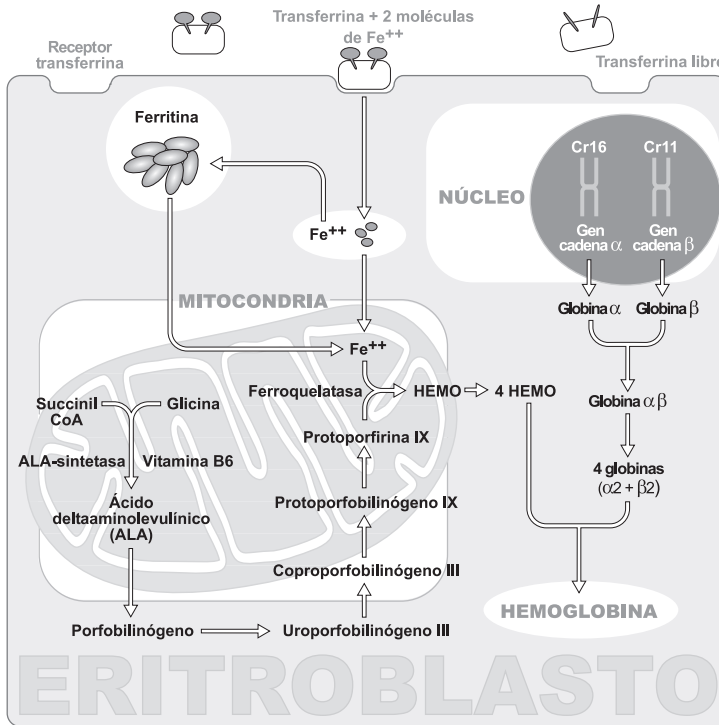 Transferrina + 2 moléculas
de Fe++
Receptor
transferrina
Transferrina libre
Ferritina
Fe++
NÚCLEO
Cr16
Cr11
Gen
cadena α
Gen
cadena β
Globina α
Globina β
Globina αβ
4 globinas
(α2 + β2)
MITOCONDRIA
Fe++
Ferroquelatasa
HEMO
4 HEMO
Succinil
CoA
Glicina
ALA-sintetasa
Vitamina B6
Ácido
deltaaminolevulínico
(ALA)
Porfobilinógeno
Uroporfobilinógeno III
Coproporfobilinógeno III
Protoporfobilinógeno IX
Protoporfirina IX
HEMOGLOBINA
ERITROBLASTO